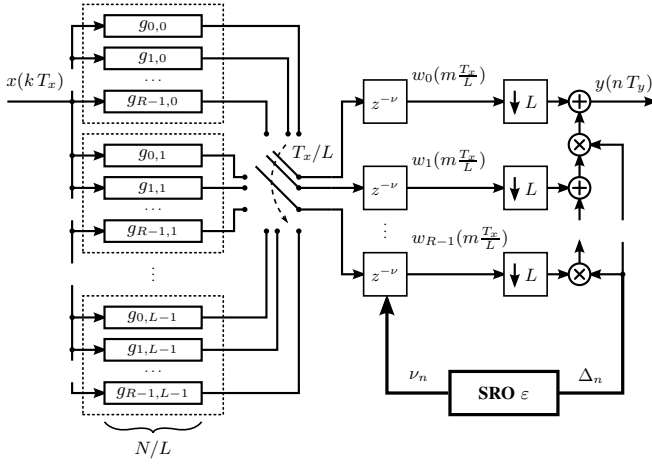 g_{0,0}
g_{1,0}
...
g_{R−1,0}
x(k T_x)
g_{0,1}
g_{1,1}
...
g_{R−1,1}
⋮
g_{0,L−1}
g_{1,L−1}
...
g_{R−1,L−1}
N/L
T_x/L
z^{−ν}
w_0(m T_x/L)
↓ L
+
y(n T_y)
×
z^{−ν}
w_1(m T_x/L)
↓ L
+
⋮
z^{−ν}
w_{R−1}(m T_x/L)
↓ L
×
ν_n
SRO ε
Δ_n